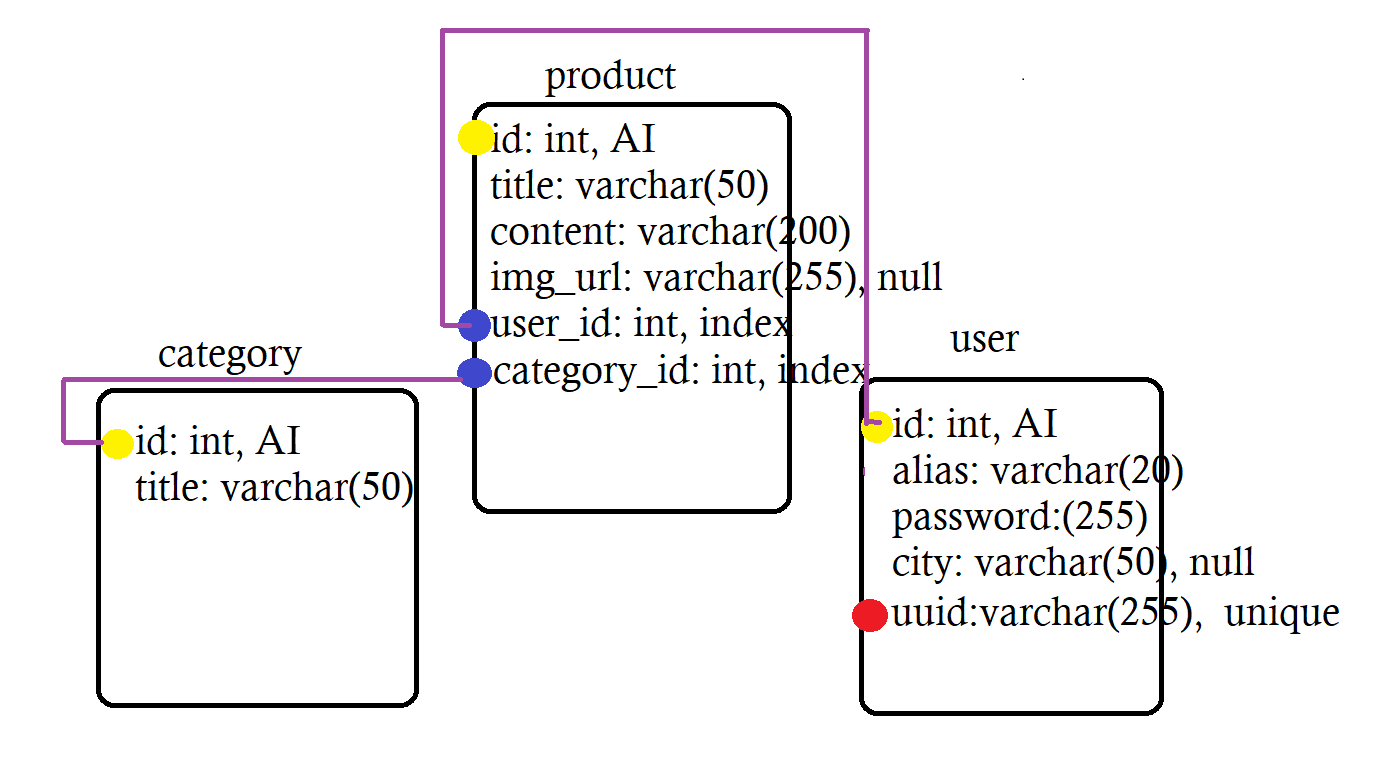 product
id: int, AI
title: varchar(50)
content: varchar(200)
img_url: varchar(255), null
user_id: int, index
category_id: int, index
category
id: int, AI
title: varchar(50)
user
id: int, AI
alias: varchar(20)
password:(255)
city: varchar(50), null
uuid:varchar(255), unique